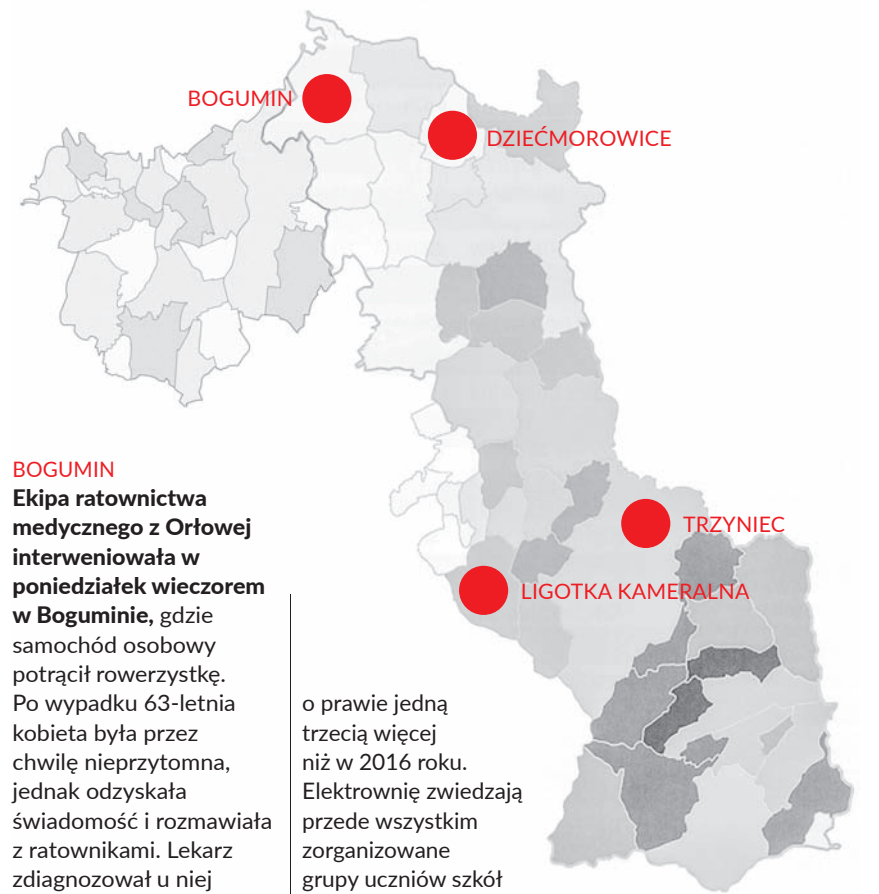 BOGUMIN
DZIEĆMOROWICE
TRZYNIEC
LIGOTKA KAMERALNA
BOGUMIN
Ekipa ratownictwa
medycznego z Orłowej
interweniowała w
poniedziałek wieczorem
w Boguminie, gdzie
samochód osobowy
potrącił rowerzystkę.
Po wypadku 63-letnia
kobieta była przez
chwilę nieprzytomna,
jednak odzyskała
świadomość i rozmawiała
z ratownikami. Lekarz
zdiagnozował u niej
o prawie jedną
trzecią więcej
niż w 2016 roku.
Elektrownię zwiedzają
przede wszystkim
zorganizowane
grupy uczniów szkół